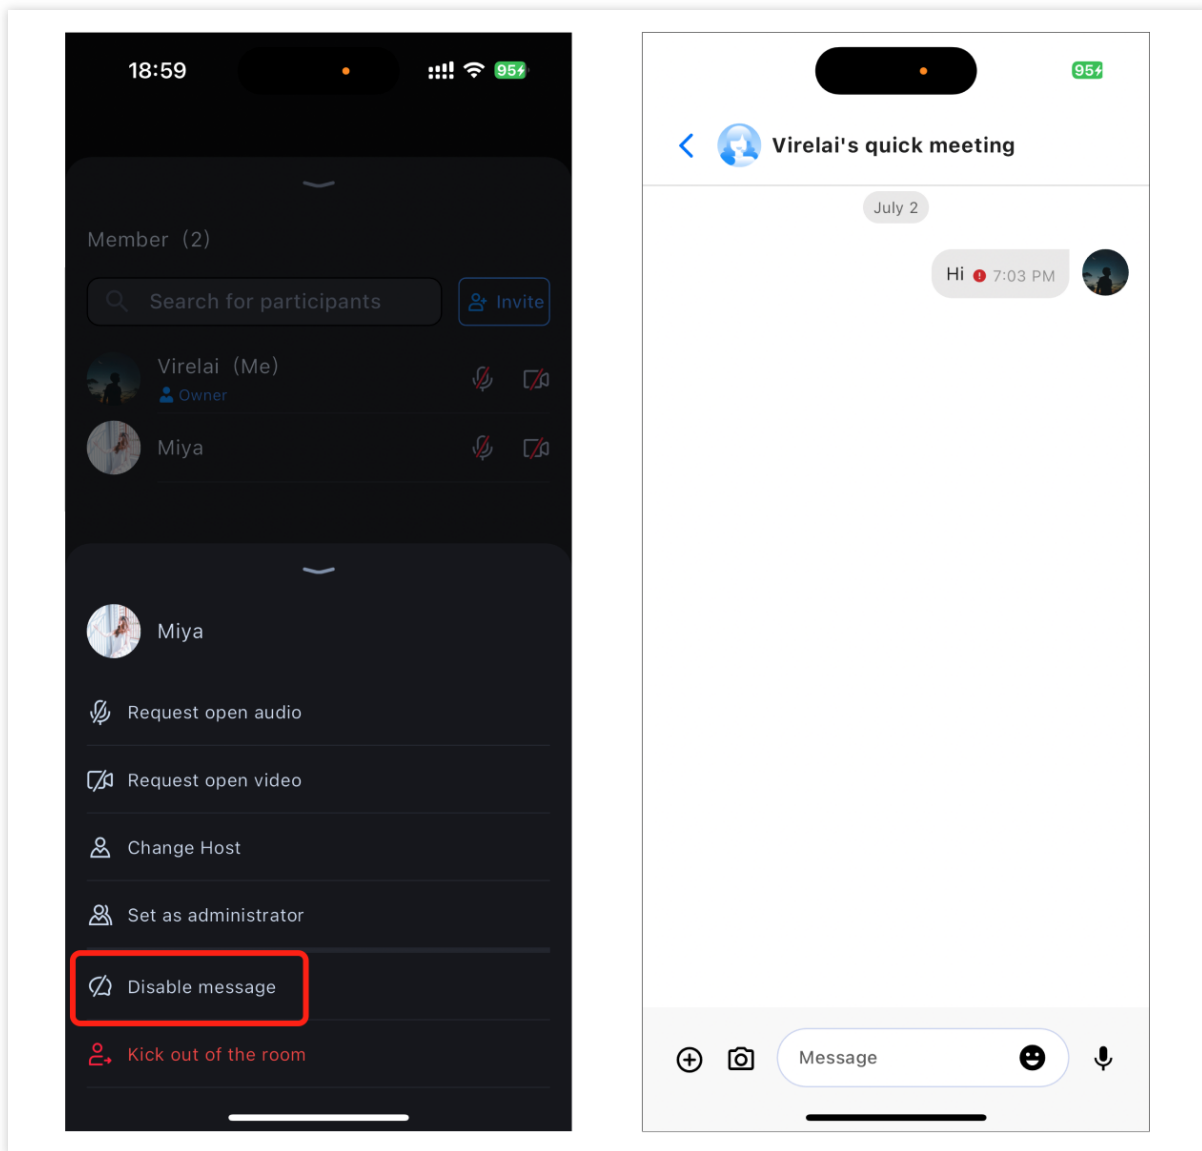 18:59
95
Member (2)
Search for participants
Invite
Virelai (Me)
Owner
Miya
Miya
Request open audio
Request open video
Change Host
Set as administrator
Disable message
Kick out of the room
95
Virelai's quick meeting
July 2
Hi 7:03 PM
Message